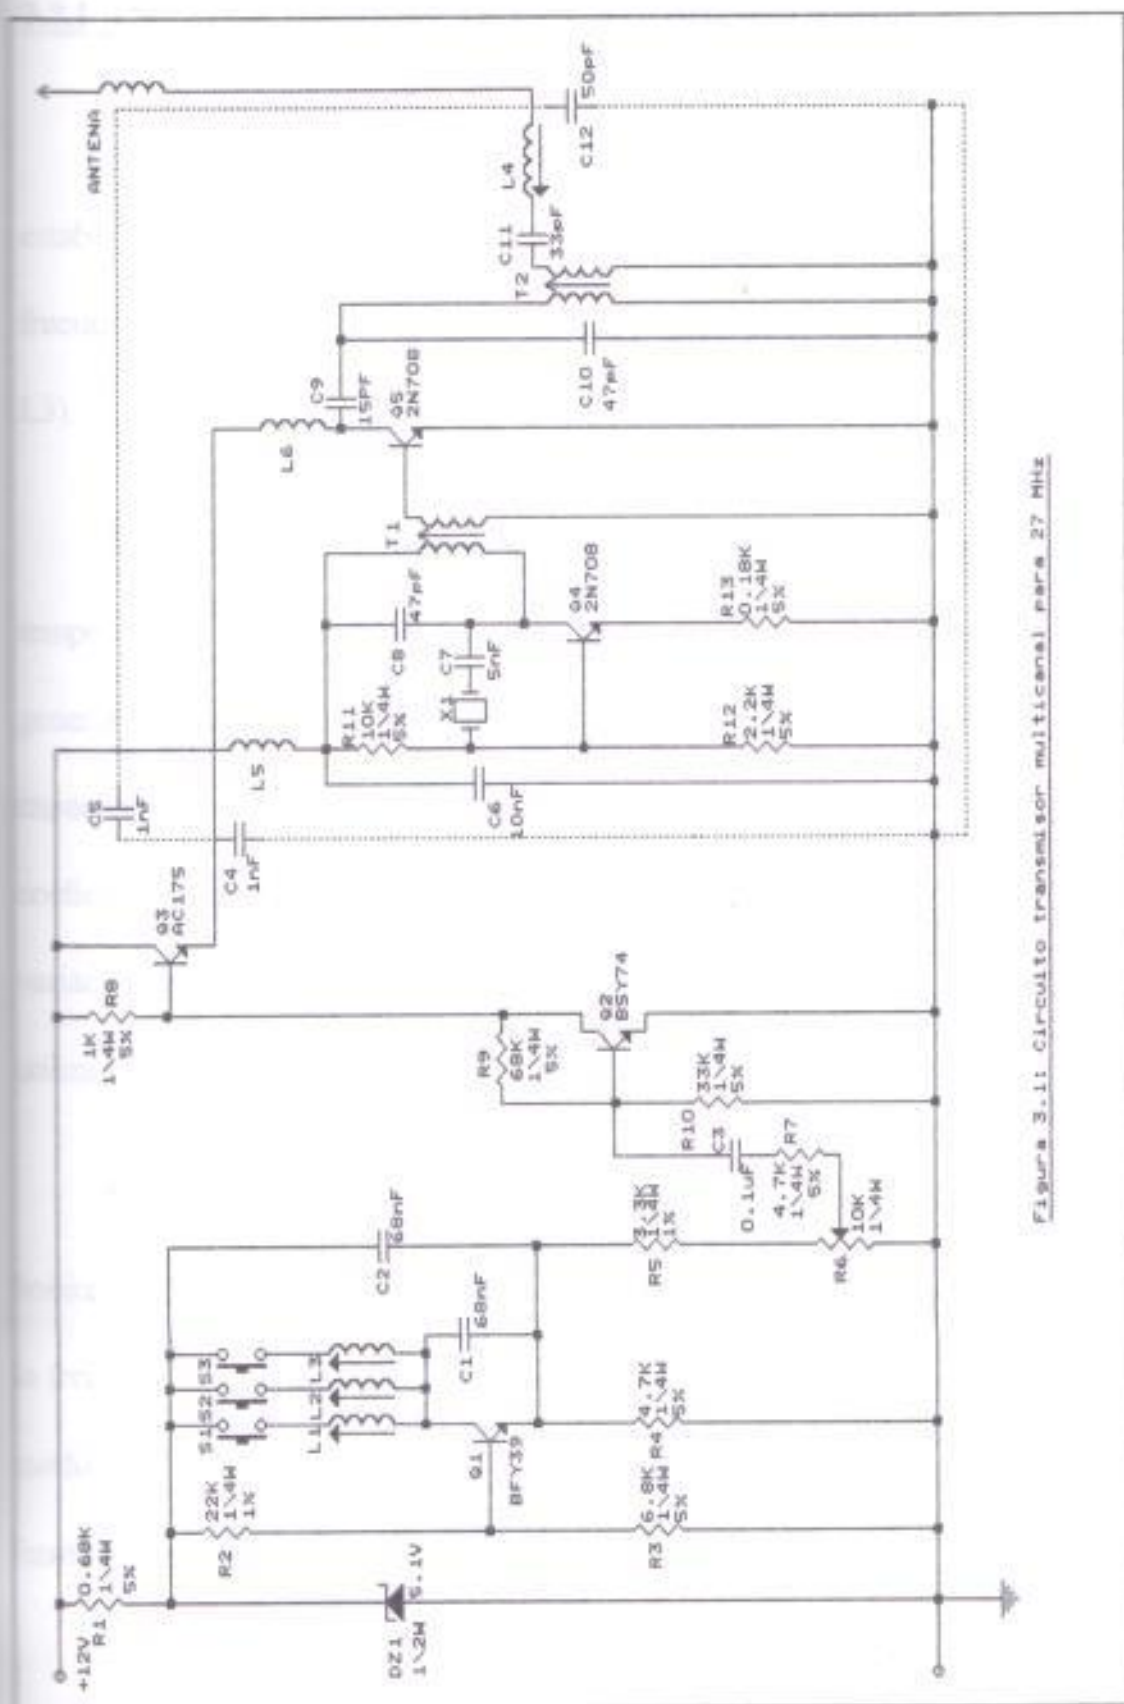 +12V
R1
0.68K
1\4W
5%
DZ1
1\2W
5.1V
R2
22K
1\4W
1%
R3
6.8K
1\4W
5%
Q1
BFY39
R4
4.7K
1\4W
5%
S1
S2
S3
L1
L2
L3
C1
68nF
C2
68nF
R5
3.3K
1\4W
1%
R6
10K
1\4W
R7
4.7K
1\4W
5%
C3
0.1uF
R10
33K
1\4W
5%
R9
68K
1\4W
5%
Q2
BSY74
R8
1K
1\4W
5%
Q3
AC175
C4
1nF
C5
1nF
L5
C6
10nF
R11
10K
1\4W
5%
X1
C7
5nF
C8
47pF
R12
2.2K
1\4W
5%
Q4
2N708
R13
0.18K
1\4W
5%
T1
L6
C9
15PF
Q5
2N708
C10
47pF
T2
C11
33pF
L4
C12
50pF
ANTENA
Figura 3.1: Circuito transmisor multicanal para 27 MHz